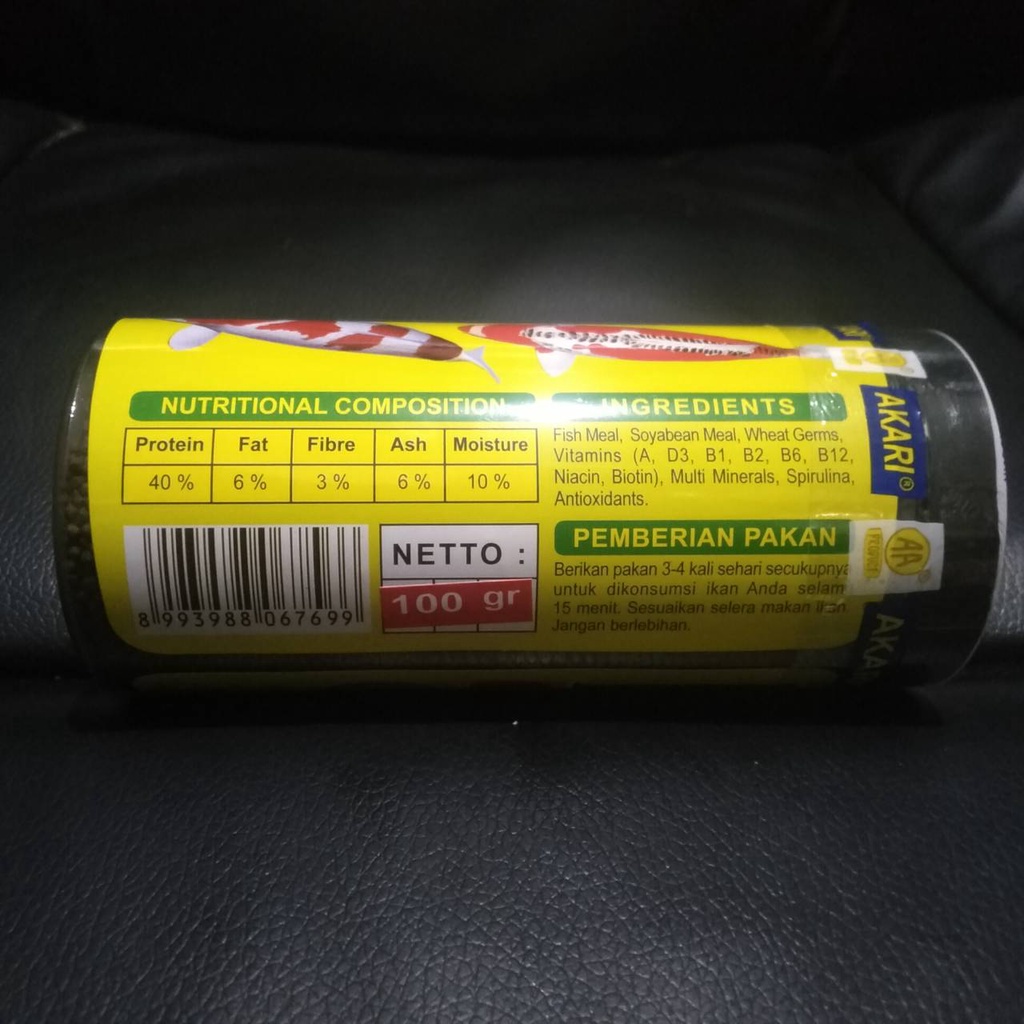 NUTRITIONAL COMPOSITION
Protein Fat Fibre Ash Moisture
40 % 6 % 3 % 6 % 10 %
8 993988 067699
NETTO :
100 gr
INGREDIENTS
Fish Meal, Soyabean Meal, Wheat Germs,
Vitamins (A, D3, B1, B2, B6, B12,
Niacin, Biotin), Multi Minerals, Spirulina,
Antioxidants.
PEMBERIAN PAKAN
Berikan pakan 3-4 kali sehari secukupnya
untuk dikonsumsi ikan Anda selam
15 menit. Sesuaikan selera makan ikan.
Jangan berlebihan.
AKARI®
AKA